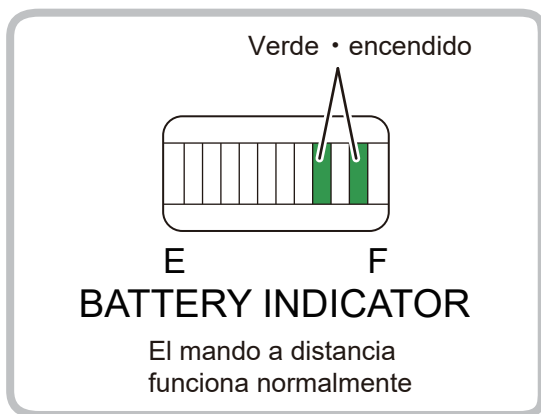 Verde・encendido
E F
BATTERY INDICATOR
El mando a distancia
funciona normalmente